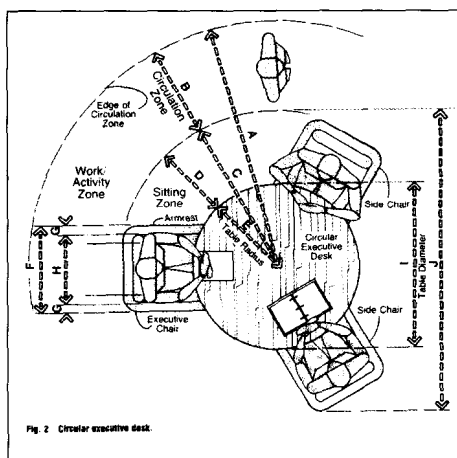 A
B
Circulation
Zone
Edge of
Circulation
Zone
C
D
Work/
Activity
Zone
Sitting
Zone
E
Table Radius
Armrest
G
F
H
G
Executive
Chair
Circular
Executive
Desk
Side Chair
I
Table Diameter
J
Side Chair
Fig. 2 Circular executive desk.